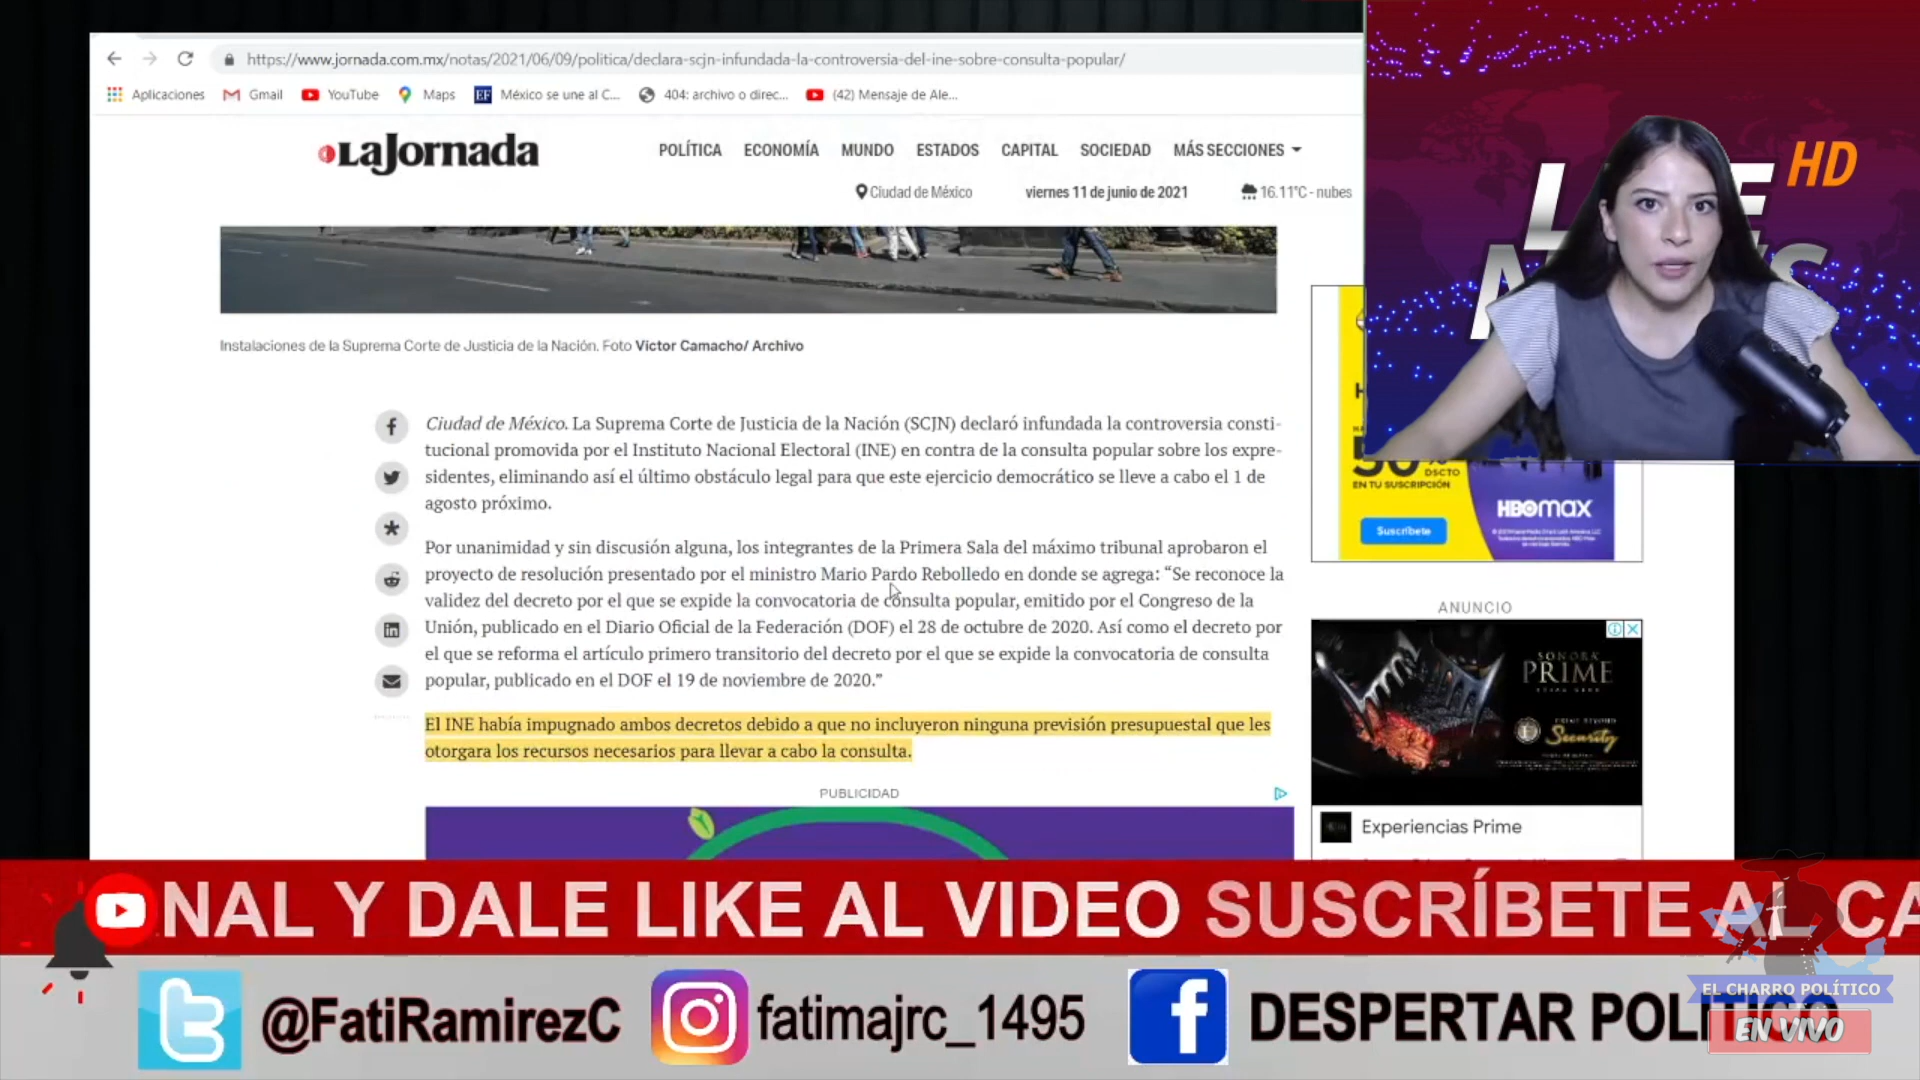 https://www.jornada.com.mx/notas/2021/06/09/politica/declara-scjn-infundada-la-controversia-del-ine-sobre-consulta-popular/
Aplicaciones Gmail YouTube Maps EF México se une al C... 404: archivo o direc... (42) Mensaje de Ale...
La Jornada
POLÍTICA ECONOMÍA MUNDO ESTADOS CAPITAL SOCIEDAD MÁS SECCIONES
Ciudad de México viernes 11 de junio de 2021 16.11°C - nubes
HD
Instalaciones de la Suprema Corte de Justicia de la Nación. Foto Víctor Camacho/ Archivo
Ciudad de México. La Suprema Corte de Justicia de la Nación (SCJN) declaró infundada la controversia consti-
tucional promovida por el Instituto Nacional Electoral (INE) en contra de la consulta popular sobre los expre-
sidentes, eliminando así el último obstáculo legal para que este ejercicio democrático se lleve a cabo el 1 de
agosto próximo.
Por unanimidad y sin discusión alguna, los integrantes de la Primera Sala del máximo tribunal aprobaron el
proyecto de resolución presentado por el ministro Mario Pardo Rebolledo en donde se agrega: “Se reconoce la
validez del decreto por el que se expide la convocatoria de consulta popular, emitido por el Congreso de la
Unión, publicado en el Diario Oficial de la Federación (DOF) el 28 de octubre de 2020. Así como el decreto por
el que se reforma el artículo primero transitorio del decreto por el que se expide la convocatoria de consulta
popular, publicado en el DOF el 19 de noviembre de 2020.”
El INE había impugnado ambos decretos debido a que no incluyeron ninguna previsión presupuestal que les
otorgara los recursos necesarios para llevar a cabo la consulta.
PUBLICIDAD
50% DSCTO
EN TU SUSCRIPCIÓN
Suscríbete
HBOMAX
ANUNCIO
SONORA
PRIME
Security
Experiencias Prime
NAL Y DALE LIKE AL VIDEO SUSCRÍBETE AL CA
@FatiRamirezC fatimajrc_1495 DESPERTAR POLITICO
EL CHARRO POLÍTICO
EN VIVO